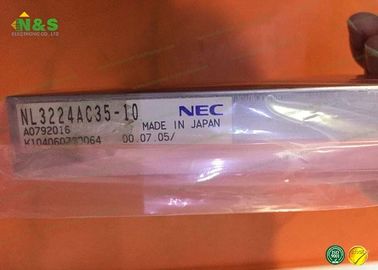 N&S
NL3224AC35-10 NEC
A0792016 MADE IN JAPAN
00.07.05/